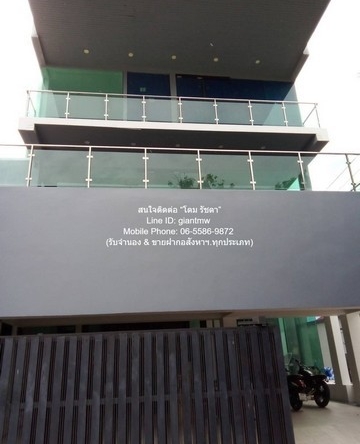 สนใจติดต่อ "โดม รัชดา"
Line ID: giantmw
Mobile Phone: 06-5586-9872
(รับจำนอง & ขายฝากอสังหาฯ.ทุกประเภท)